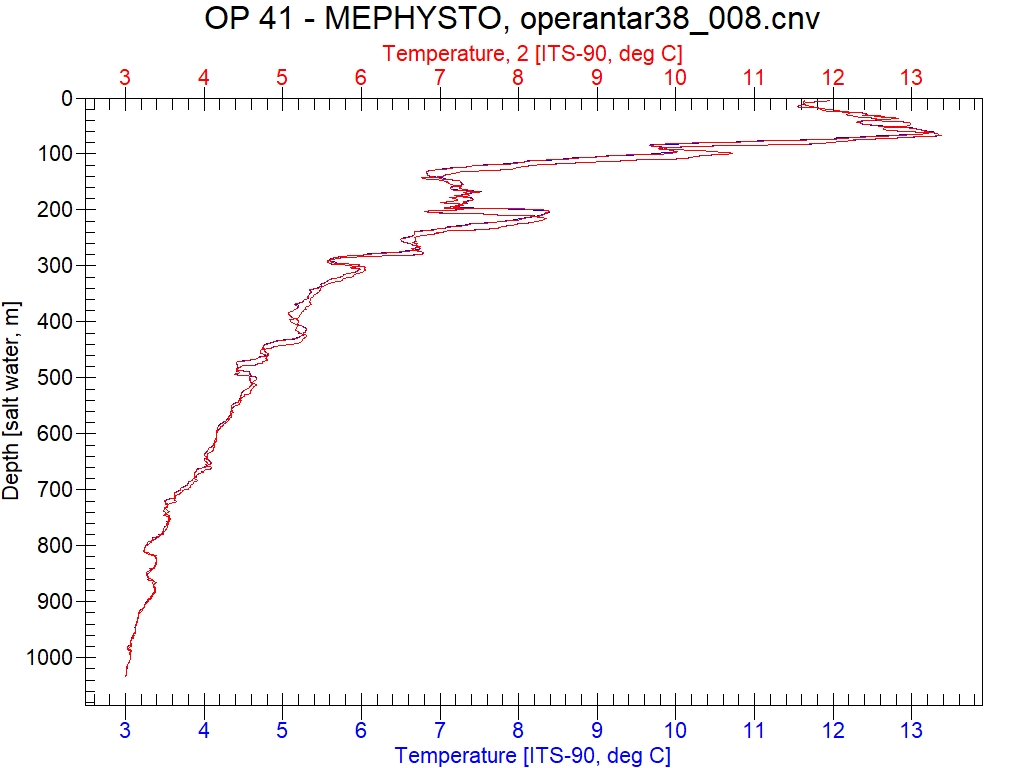 OP 41 - MEPHYSTO, operantar38_008.cnv
Temperature, 2 [ITS-90, deg C]
3 4 5 6 7 8 9 10 11 12 13
0
100
200
300
400
500
600
700
800
900
1000
Depth [salt water, m]
3 4 5 6 7 8 9 10 11 12 13
Temperature [ITS-90, deg C]